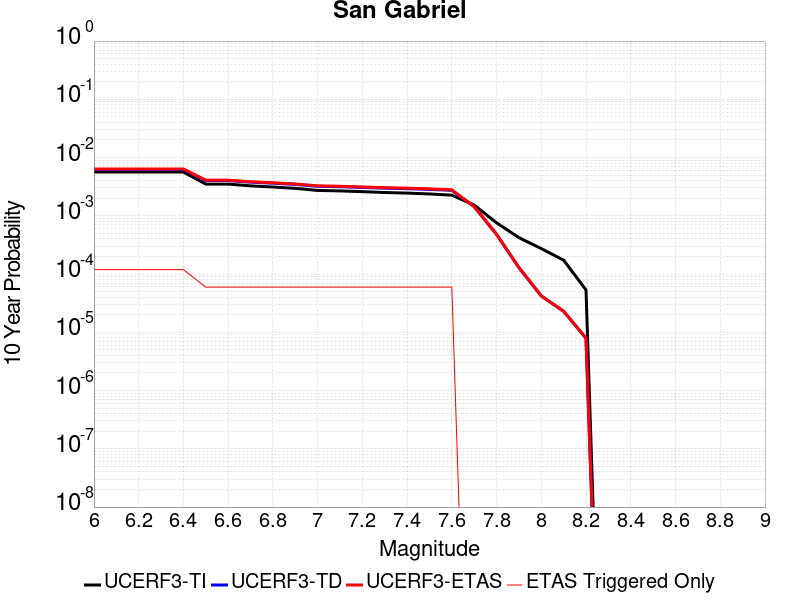 San Gabriel
10^0
10^-1
10^-2
10^-3
10^-4
10^-5
10^-6
10^-7
10^-8
10 Year Probability
6 6.2 6.4 6.6 6.8 7 7.2 7.4 7.6 7.8 8 8.2 8.4 8.6 8.8 9
Magnitude
UCERF3-TI UCERF3-TD UCERF3-ETAS ETAS Triggered Only